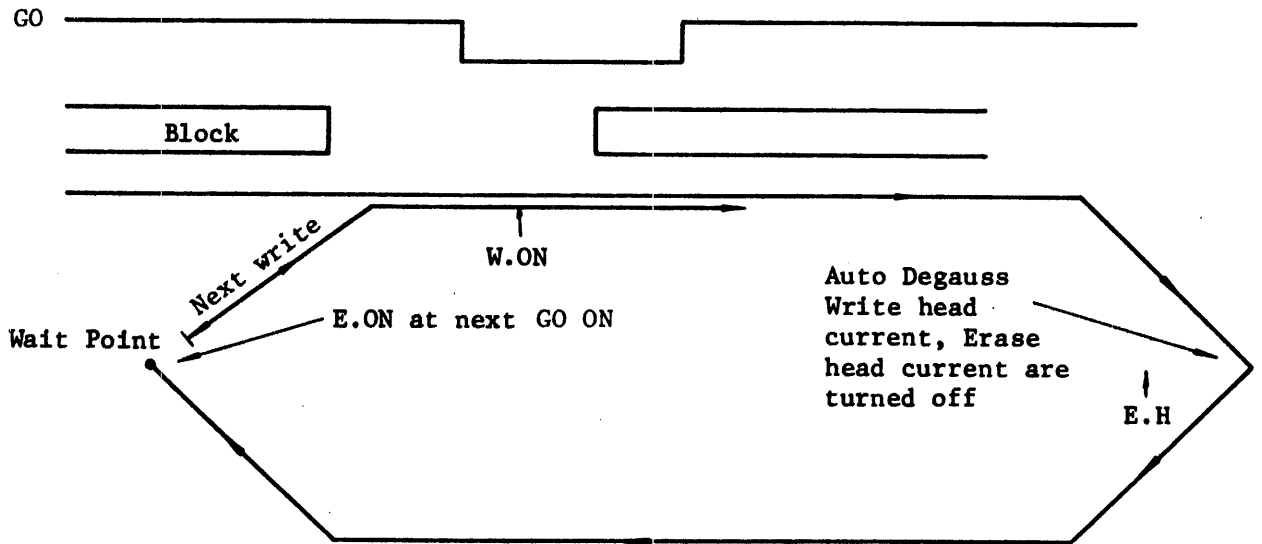 GO
Block
W.ON
Next write
E.ON at next GO ON
Wait Point
Auto Degauss
Write head
current, Erase
head current are
turned off
E.H